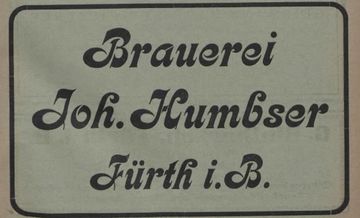 Brauerei
Joh. Humbser
Fürth i. B.